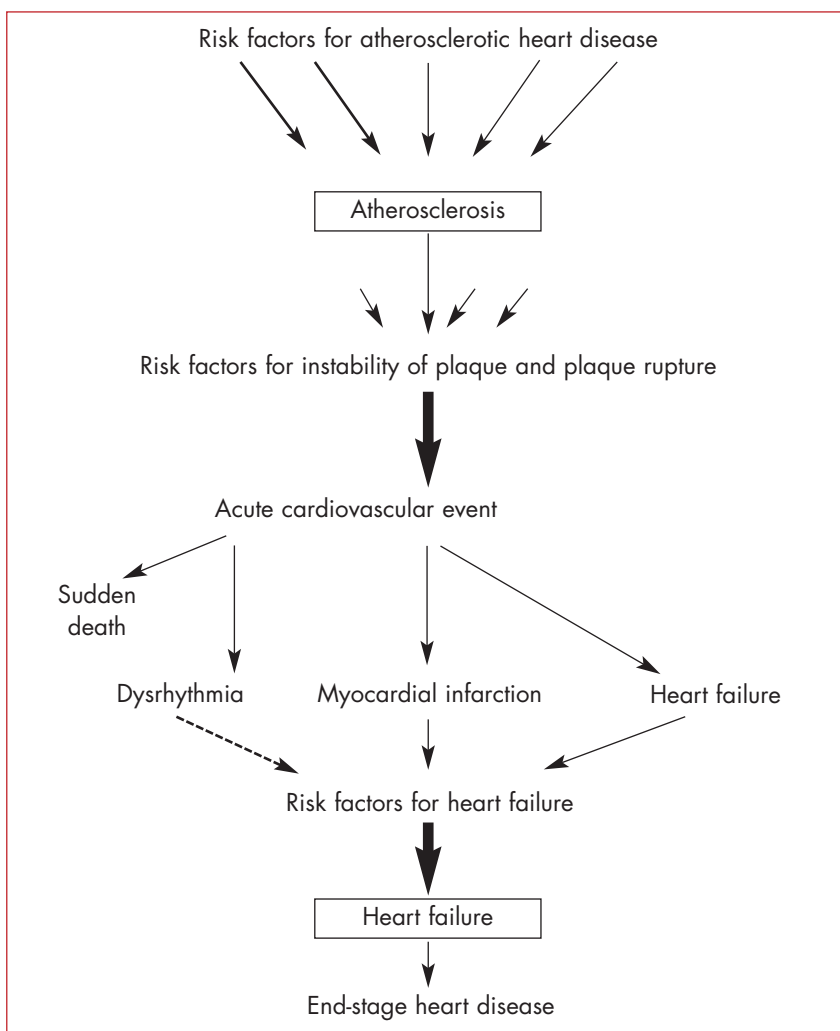 Risk factors for atherosclerotic heart disease
Atherosclerosis
Risk factors for instability of plaque and plaque rupture
Acute cardiovascular event
Sudden
death
Dysrhythmia
Myocardial infarction
Heart failure
Risk factors for heart failure
Heart failure
End-stage heart disease